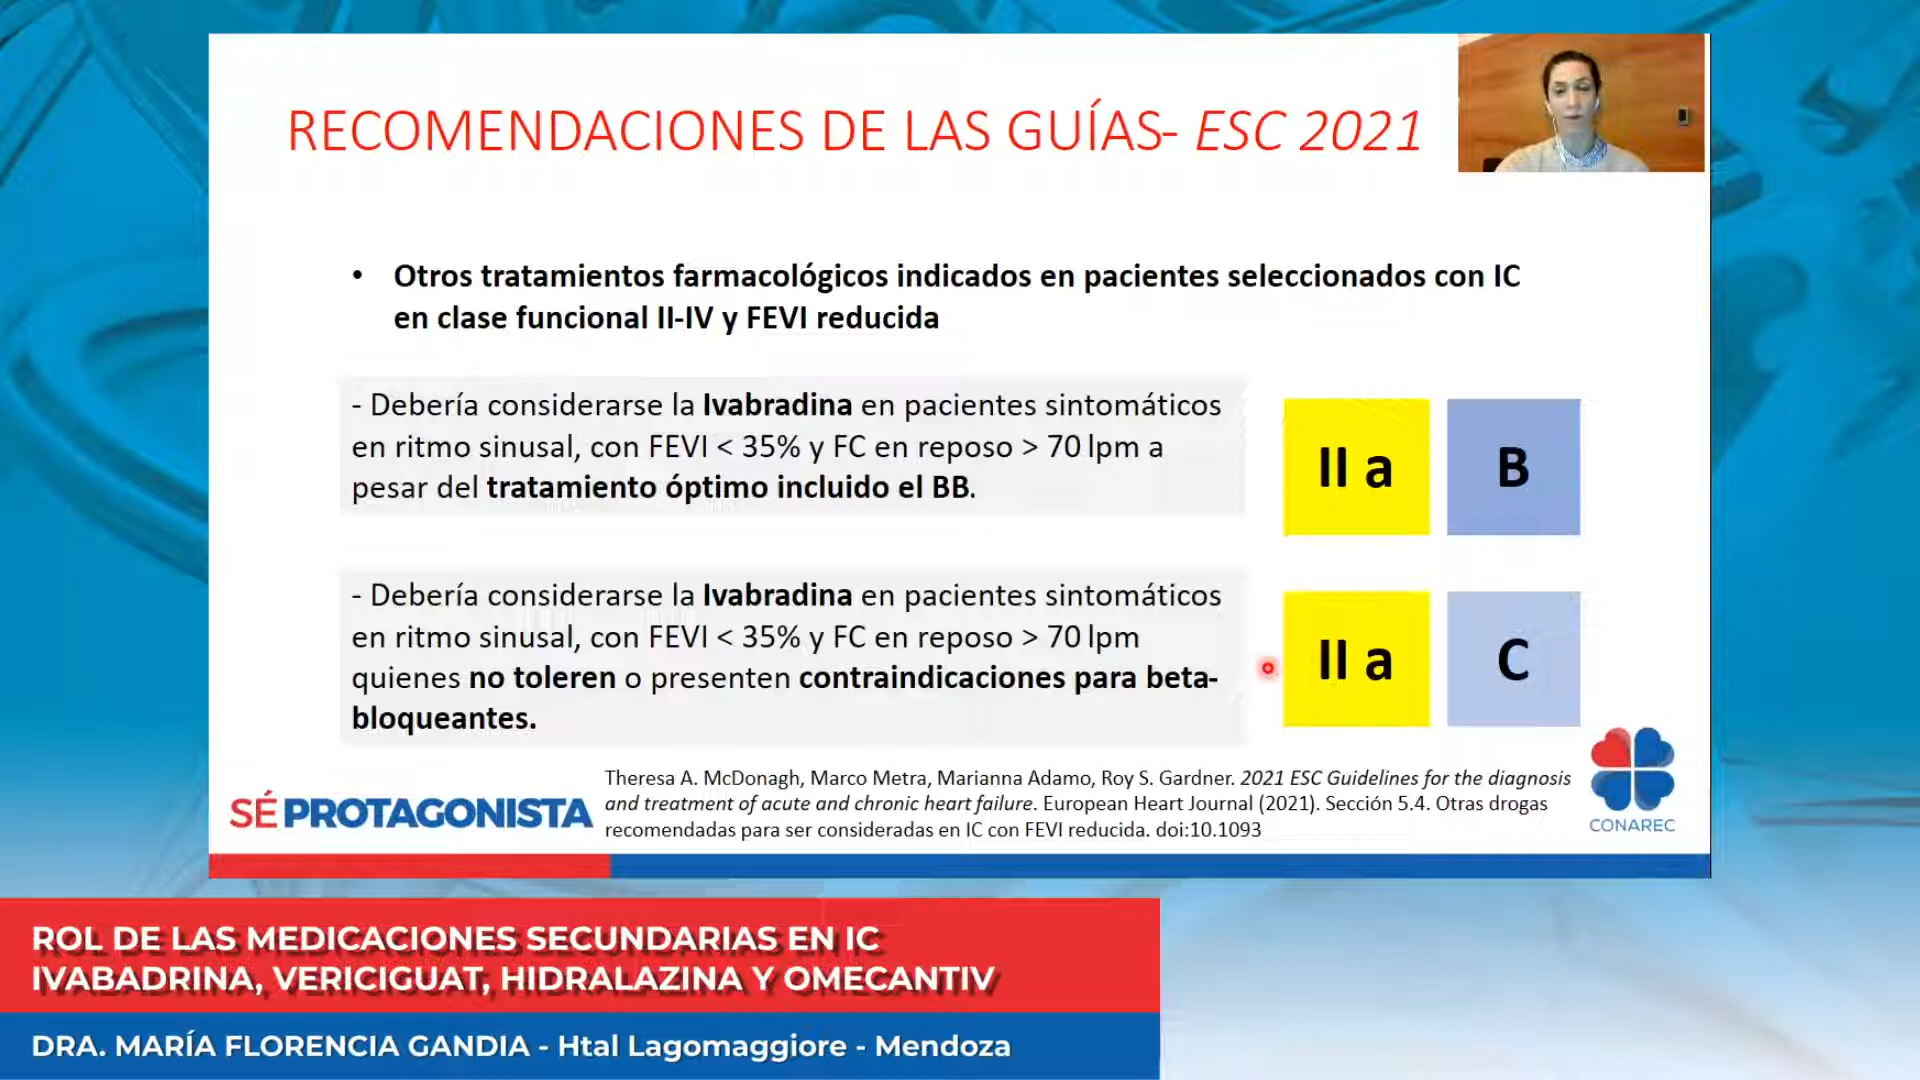 RECOMENDACIONES DE LAS GUÍAS- ESC 2021
• Otros tratamientos farmacológicos indicados en pacientes seleccionados con IC
en clase funcional II-IV y FEVI reducida
- Debería considerarse la Ivabradina en pacientes sintomáticos
en ritmo sinusal, con FEVI < 35% y FC en reposo > 70 lpm a
pesar del tratamiento óptimo incluido el BB.
II a
B
- Debería considerarse la Ivabradina en pacientes sintomáticos
en ritmo sinusal, con FEVI < 35% y FC en reposo > 70 lpm
quienes no toleren o presenten contraindicaciones para beta-
bloqueantes.
II a
C
SÉ PROTAGONISTA
Theresa A. McDonagh, Marco Metra, Marianna Adamo, Roy S. Gardner. 2021 ESC Guidelines for the diagnosis
and treatment of acute and chronic heart failure. European Heart Journal (2021). Sección 5.4. Otras drogas
recomendadas para ser consideradas en IC con FEVI reducida. doi:10.1093
CONAREC
ROL DE LAS MEDICACIONES SECUNDARIAS EN IC
IVABADRINA, VERICIGUAT, HIDRALAZINA Y OMECANTIV
DRA. MARÍA FLORENCIA GANDIA - Htal Lagomaggiore - Mendoza